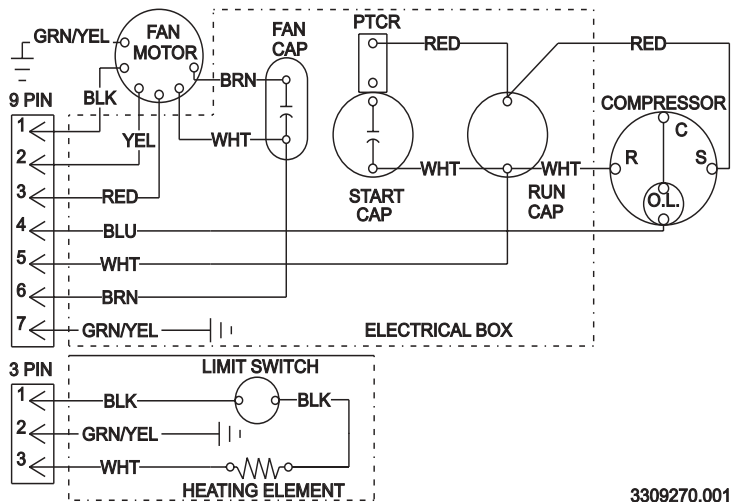 GRN/YEL
FAN
MOTOR
BLK
YEL
BRN
WHT
FAN
CAP
PTCR
RED
RED
START
CAP
WHT
RUN
CAP
WHT
COMPRESSOR
C
R
S
O.L.
9 PIN
1
2
3 RED
4 BLU
5 WHT
6 BRN
7 GRN/YEL
ELECTRICAL BOX
3 PIN
LIMIT SWITCH
1 BLK BLK
2 GRN/YEL
3 WHT
HEATING ELEMENT
3309270.001